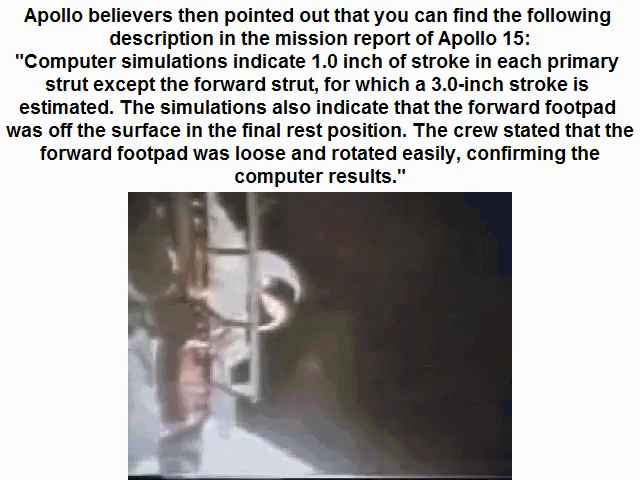 Apollo believers then pointed out that you can find the following
description in the mission report of Apollo 15:
"Computer simulations indicate 1.0 inch of stroke in each primary
strut except the forward strut, for which a 3.0-inch stroke is
estimated. The simulations also indicate that the forward footpad
was off the surface in the final rest position. The crew stated that the
forward footpad was loose and rotated easily, confirming the
computer results."